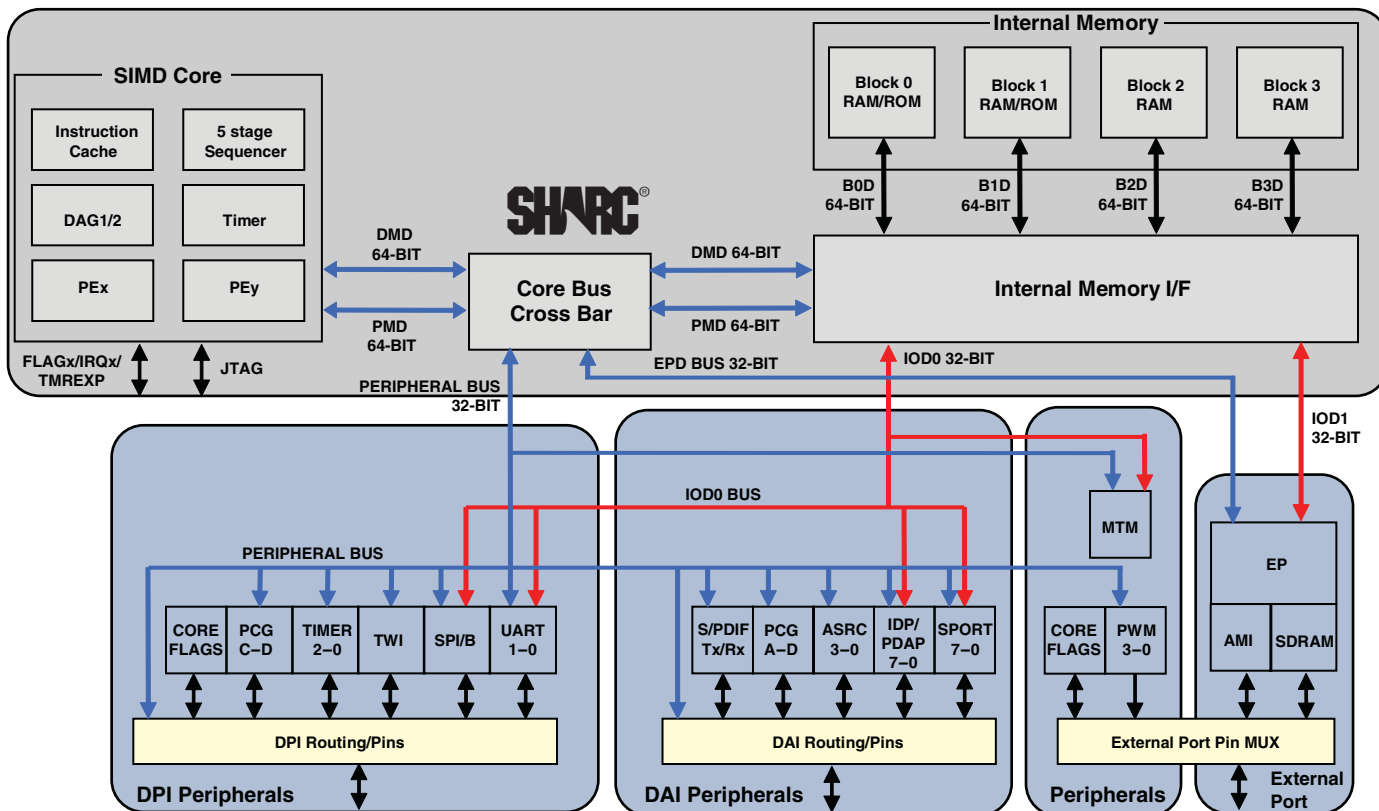 Internal Memory
SIMD Core
Block 0
RAM/ROM
Block 1
RAM/ROM
Block 2
RAM
Block 3
RAM
Instruction
Cache
5 stage
Sequencer
DAG1/2
Timer
PEx
PEy
SHARC®
B0D
64-BIT
B1D
64-BIT
B2D
64-BIT
B3D
64-BIT
DMD
64-BIT
PMD
64-BIT
Core Bus
Cross Bar
DMD 64-BIT
PMD 64-BIT
Internal Memory I/F
FLAGx/IRQx/
TMREXP
JTAG
PERIPHERAL BUS
32-BIT
EPD BUS 32-BIT
IOD0 32-BIT
IOD1
32-BIT
IOD0 BUS
PERIPHERAL BUS
MTM
EP
AMI
SDRAM
CORE
FLAGS
PCG
C–D
TIMER
2–0
TWI
SPI/B
UART
1–0
S/PDIF
Tx/Rx
PCG
A–D
ASRC
3–0
IDP/
PDAP
7–0
SPORT
7–0
CORE
FLAGS
PWM
3–0
DPI Routing/Pins
DAI Routing/Pins
External Port Pin MUX
DPI Peripherals
DAI Peripherals
Peripherals
External
Port